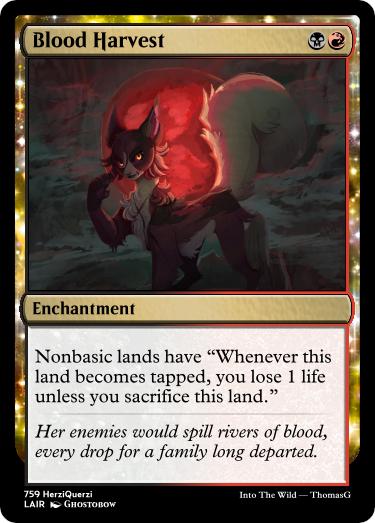 Blood Harvest
Enchantment
Nonbasic lands have “Whenever this
land becomes tapped, you lose 1 life
unless you sacrifice this land.”
Her enemies would spill rivers of blood,
every drop for a family long departed.
759 HerziQuerzi
LAIR Ghostobow
Into The Wild — ThomasG